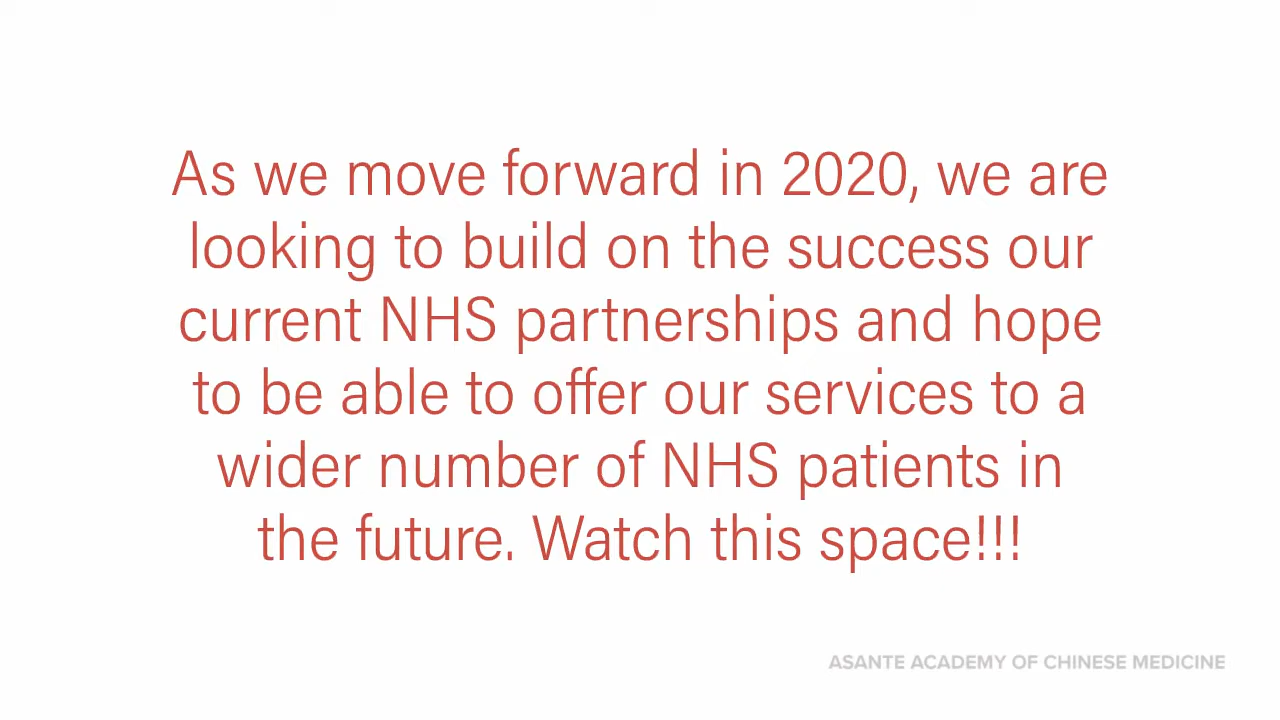 As we move forward in 2020, we are
looking to build on the success our
current NHS partnerships and hope
to be able to offer our services to a
wider number of NHS patients in
the future. Watch this space!!!
ASANTE ACADEMY OF CHINESE MEDICINE